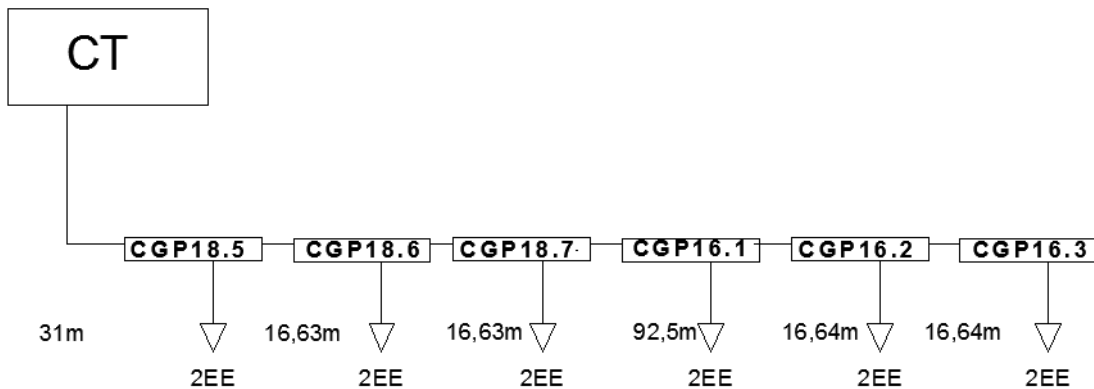 CT
CGP18.5 CGP18.6 CGP18.7 CGP16.1 CGP16.2 CGP16.3
31m 16,63m 16,63m 92,5m 16,64m 16,64m
2EE 2EE 2EE 2EE 2EE 2EE